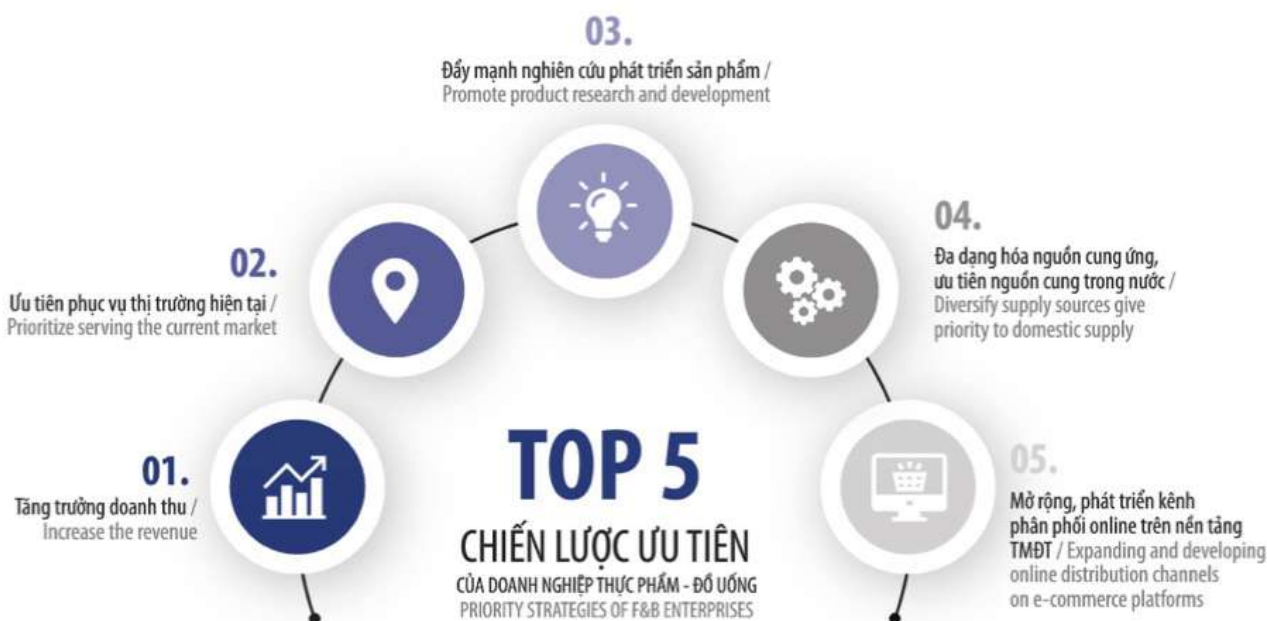 01.
Tăng trưởng doanh thu /
Increase the revenue
02.
Ưu tiên phục vụ thị trường hiện tại /
Prioritize serving the current market
03.
Đẩy mạnh nghiên cứu phát triển sản phẩm /
Promote product research and development
04.
Đa dạng hóa nguồn cung ứng,
ưu tiên nguồn cung trong nước /
Diversify supply sources give
priority to domestic supply
05.
Mở rộng, phát triển kênh
phân phối online trên nền tảng
TMĐT / Expanding and developing
online distribution channels
on e-commerce platforms
TOP 5
CHIẾN LƯỢC ƯU TIÊN
CỦA DOANH NGHIỆP THỰC PHẨM - ĐỒ UỐNG
PRIORITY STRATEGIES OF F&B ENTERPRISES